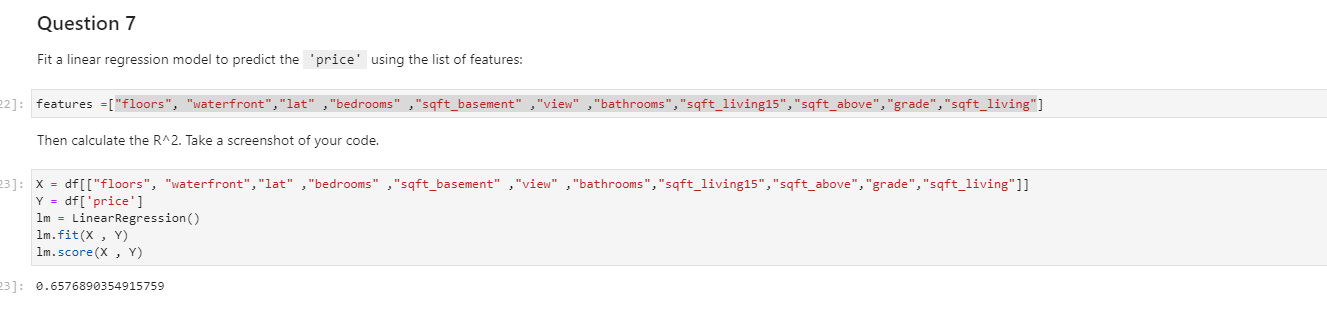 Question 7
Fit a linear regression model to predict the 'price' using the list of features:
22]: features =["floors", "waterfront","lat" ,"bedrooms" ,"sqft_basement" ,"view" ,"bathrooms","sqft_living15","sqft_above","grade","sqft_living"]
Then calculate the R^2. Take a screenshot of your code.
23]: X = df[["floors", "waterfront","lat" ,"bedrooms" ,"sqft_basement" ,"view" ,"bathrooms","sqft_living15","sqft_above","grade","sqft_living"]]
Y = df['price']
lm = LinearRegression()
lm.fit(X , Y)
lm.score(X , Y)
23]: 0.6576890354915759